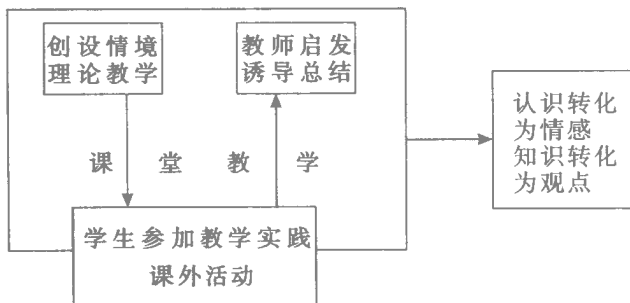 创设情境
理论教学
教师启发
诱导总结
课堂教学
学生参加教学实践
课外活动
认识转化
为情感
知识转化
为观点